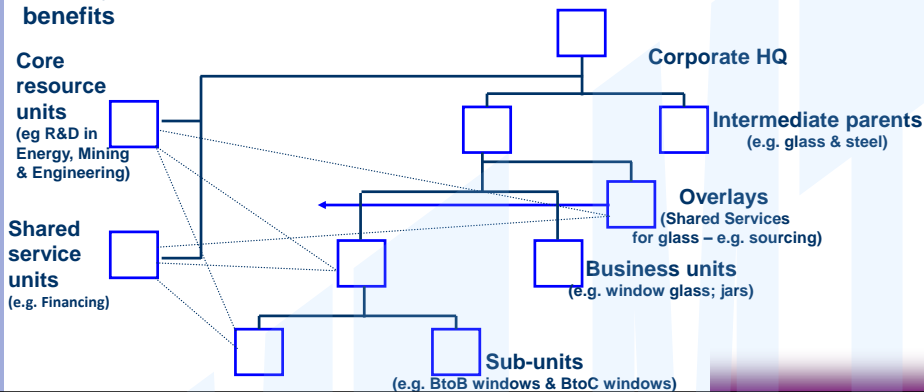 benefits
Core
resource
units
(eg R&D in
Energy, Mining
& Engineering)
Corporate HQ
Intermediate parents
(e.g. glass & steel)
Overlays
(Shared Services
for glass – e.g. sourcing)
Shared
service
units
(e.g. Financing)
Business units
(e.g. window glass; jars)
Sub-units
(e.g. BtoB windows & BtoC windows)